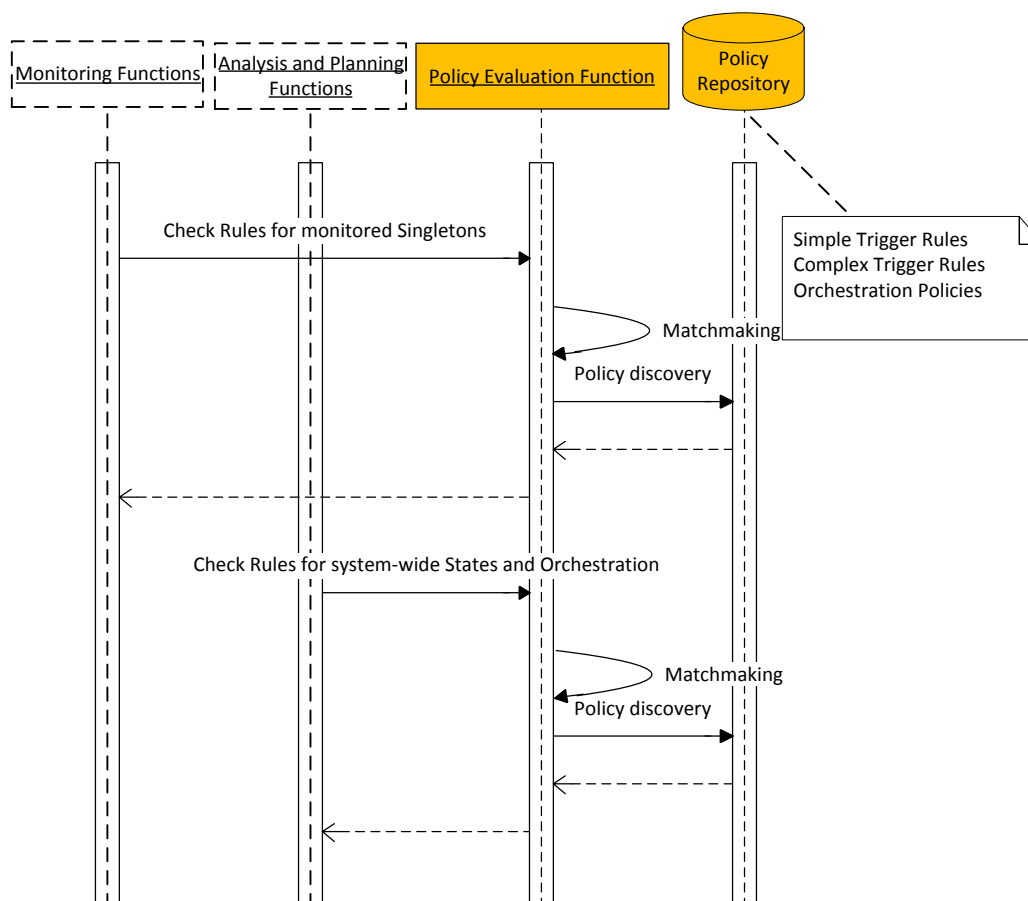 Monitoring Functions
Analysis and Planning
Functions
Policy Evaluation Function
Policy
Repository
Simple Trigger Rules
Complex Trigger Rules
Orchestration Policies
Check Rules for monitored Singletons
Matchmaking
Policy discovery
Check Rules for system-wide States and Orchestration
Matchmaking
Policy discovery